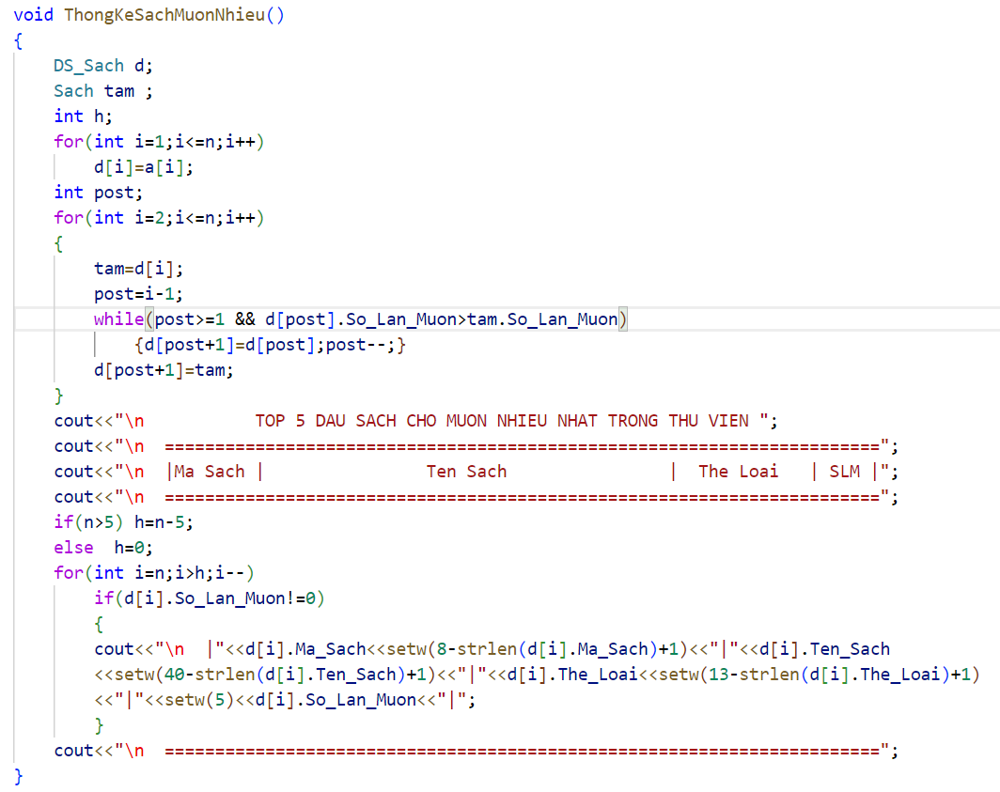 void ThongKeSachMuonNhieu()
{
    DS_Sach d;
    Sach tam ;
    int h;
    for(int i=1;i<=n;i++)
        d[i]=a[i];
    int post;
    for(int i=2;i<=n;i++)
    {
        tam=d[i];
        post=i-1;
        while(post>=1 && d[post].So_Lan_Muon>tam.So_Lan_Muon)
            {d[post+1]=d[post];post--;}
        d[post+1]=tam;
    }
    cout<<"\n           TOP 5 DAU SACH CHO MUON NHIEU NHAT TRONG THU VIEN ";
    cout<<"\n  =======================================================================";
    cout<<"\n  |Ma Sach |                Ten Sach                |  The Loai   | SLM |";
    cout<<"\n  =======================================================================";
    if(n>5) h=n-5;
    else  h=0;
    for(int i=n;i>h;i--)
        if(d[i].So_Lan_Muon!=0)
        {
        cout<<"\n  |"<<d[i].Ma_Sach<<setw(8-strlen(d[i].Ma_Sach)+1)<<"|"<<d[i].Ten_Sach
        <<setw(40-strlen(d[i].Ten_Sach)+1)<<"|"<<d[i].The_Loai<<setw(13-strlen(d[i].The_Loai)+1)
        <<"|"<<setw(5)<<d[i].So_Lan_Muon<<"|";
        }
    cout<<"\n  =======================================================================";
}